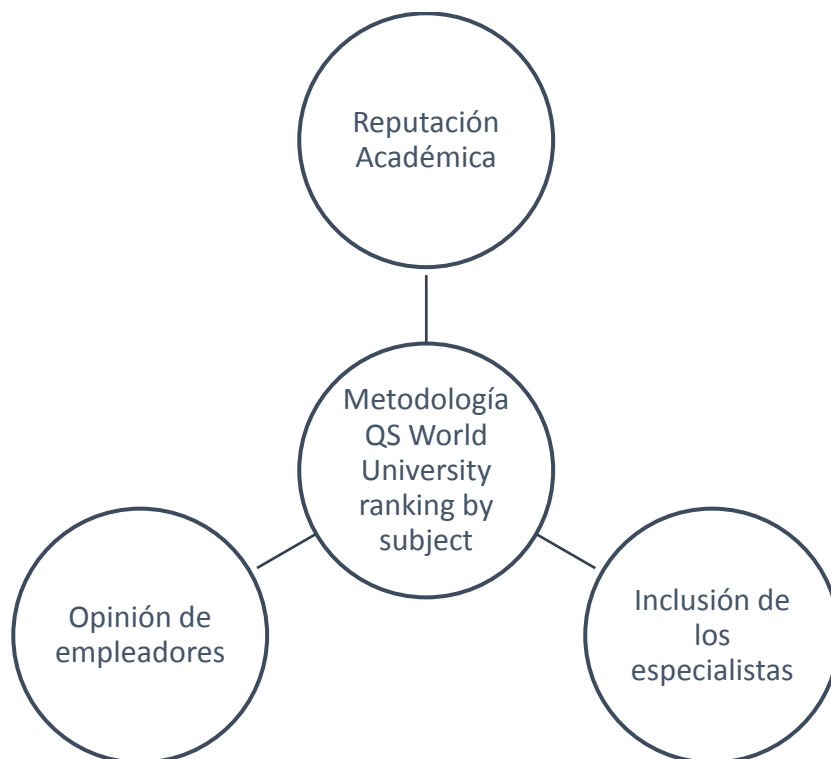 Reputación
Académica
Metodología
QS World
University
ranking by
subject
Opinión de
empleadores
Inclusión de
los
especialistas